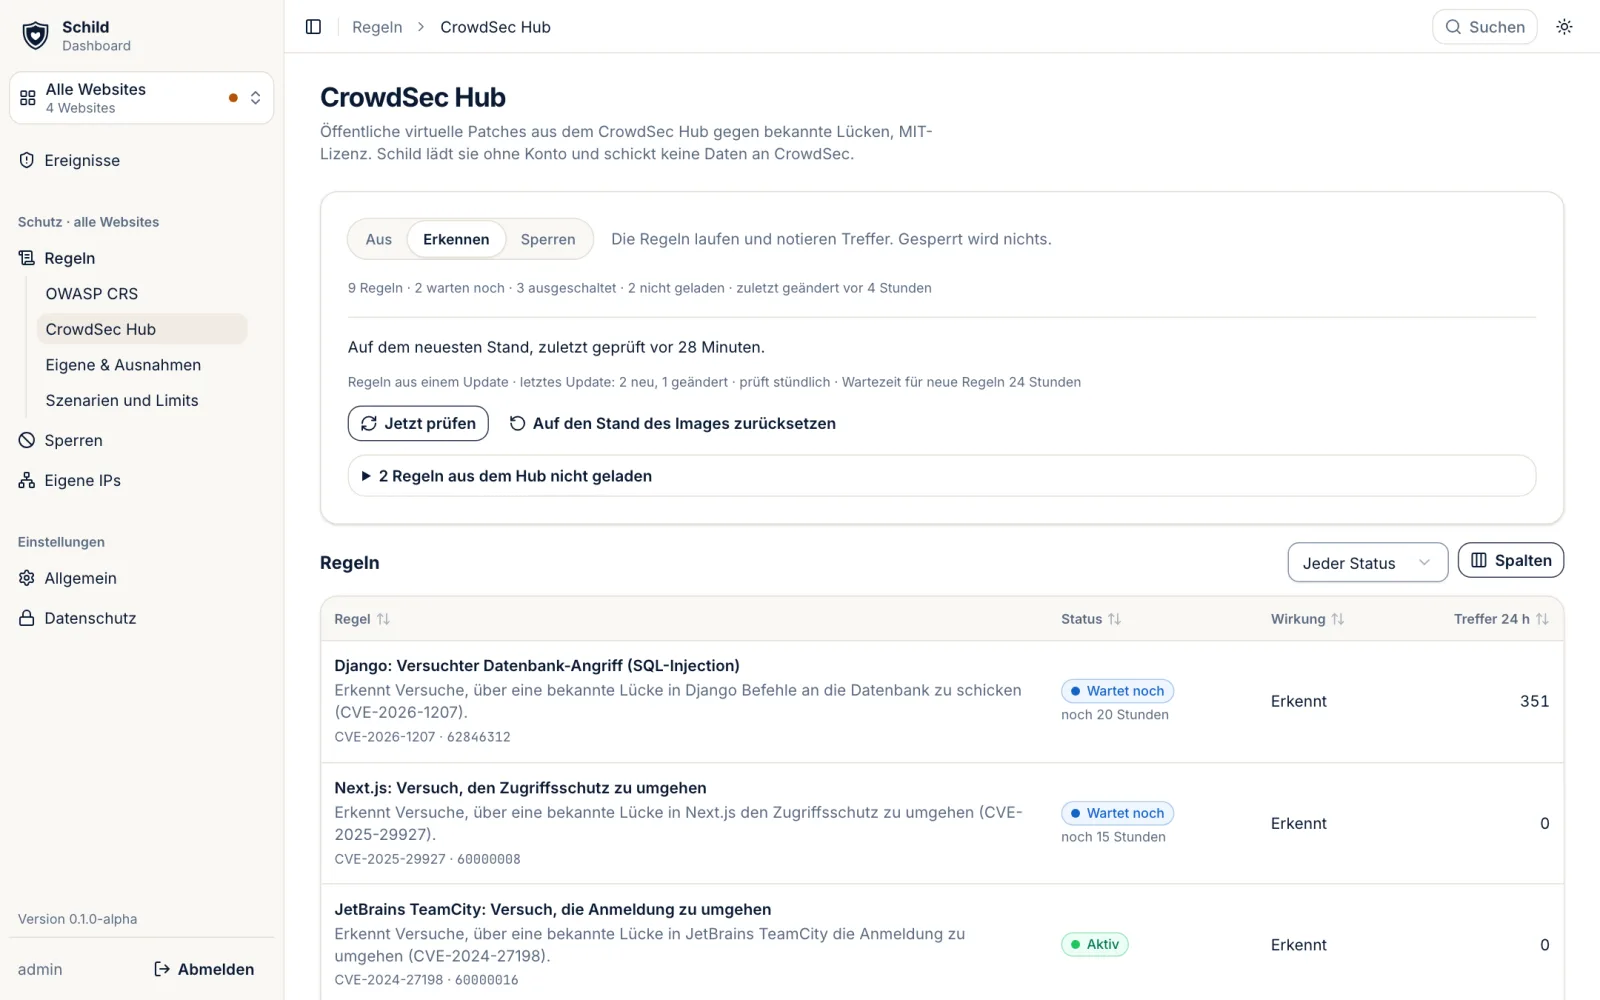 Schild
Dashboard
Alle Websites
4 Websites
Ereignisse
Schutz · alle Websites
Regeln
OWASP CRS
CrowdSec Hub
Eigene & Ausnahmen
Szenarien und Limits
Sperren
Eigene IPs
Einstellungen
Allgemein
Datenschutz
Version 0.1.0-alpha
admin
Abmelden
Regeln
CrowdSec Hub
Suchen
CrowdSec Hub
Öffentliche virtuelle Patches aus dem CrowdSec Hub gegen bekannte Lücken, MIT-
Lizenz. Schild lädt sie ohne Konto und schickt keine Daten an CrowdSec.
Aus
Erkennen
Sperren
Die Regeln laufen und notieren Treffer. Gesperrt wird nichts.
9 Regeln · 2 warten noch · 3 ausgeschaltet · 2 nicht geladen · zuletzt geändert vor 4 Stunden
Auf dem neuesten Stand, zuletzt geprüft vor 28 Minuten.
Regeln aus einem Update · letztes Update: 2 neu, 1 geändert · prüft stündlich · Wartezeit für neue Regeln 24 Stunden
Jetzt prüfen
Auf den Stand des Images zurücksetzen
2 Regeln aus dem Hub nicht geladen
Regeln
Jeder Status
Spalten
Regel
Status
Wirkung
Treffer 24 h
Django: Versuchter Datenbank-Angriff (SQL-Injection)
Erkennt Versuche, über eine bekannte Lücke in Django Befehle an die Datenbank zu schicken
(CVE-2026-1207).
CVE-2026-1207 · 62846312
Wartet noch
noch 20 Stunden
Erkennt
351
Next.js: Versuch, den Zugriffsschutz zu umgehen
Erkennt Versuche, über eine bekannte Lücke in Next.js den Zugriffsschutz zu umgehen (CVE-
2025-29927).
CVE-2025-29927 · 60000008
Wartet noch
noch 15 Stunden
Erkennt
0
JetBrains TeamCity: Versuch, die Anmeldung zu umgehen
Erkennt Versuche, über eine bekannte Lücke in JetBrains TeamCity die Anmeldung zu
umgehen (CVE-2024-27198).
CVE-2024-27198 · 60000016
Aktiv
Erkennt
0